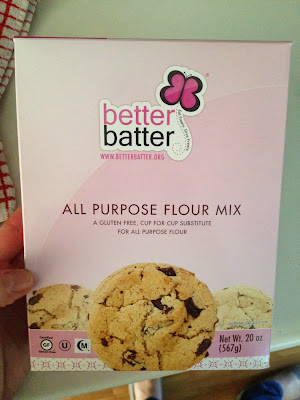 better
batter
WWW.BETTERBATTER.ORG
ALL PURPOSE FLOUR MIX
A GLUTEN FREE, CUP FOR CUP SUBSTITUTE
FOR ALL PURPOSE FLOUR
GF
U
M
Net Wt. 20 oz
(567g)